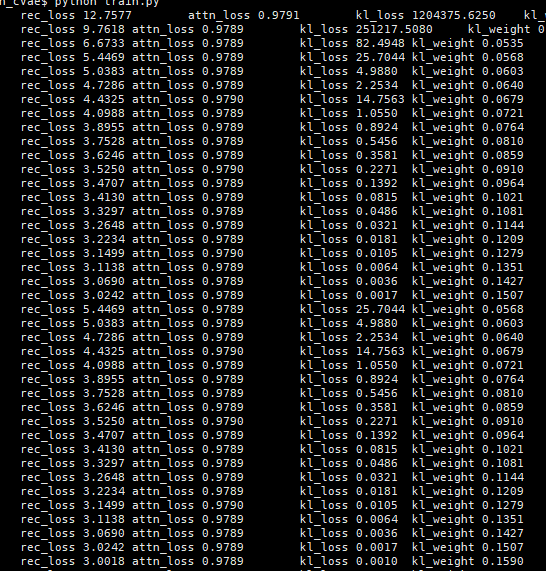 n_cvae$ python train.py
rec_loss 12.7577 attn_loss 0.9791 kl_loss 1204375.6250 kl_
rec_loss 9.7618 attn_loss 0.9789 kl_loss 251217.5080 kl_weight 0
rec_loss 6.6733 attn_loss 0.9789 kl_loss 82.4948 kl_weight 0.0535
rec_loss 5.4469 attn_loss 0.9789 kl_loss 25.7044 kl_weight 0.0568
rec_loss 5.0383 attn_loss 0.9789 kl_loss 4.9880 kl_weight 0.0603
rec_loss 4.7286 attn_loss 0.9789 kl_loss 2.2534 kl_weight 0.0640
rec_loss 4.4325 attn_loss 0.9790 kl_loss 14.7563 kl_weight 0.0679
rec_loss 4.0988 attn_loss 0.9789 kl_loss 1.0550 kl_weight 0.0721
rec_loss 3.8955 attn_loss 0.9789 kl_loss 0.8924 kl_weight 0.0764
rec_loss 3.7528 attn_loss 0.9789 kl_loss 0.5456 kl_weight 0.0810
rec_loss 3.6246 attn_loss 0.9789 kl_loss 0.3581 kl_weight 0.0859
rec_loss 3.5250 attn_loss 0.9790 kl_loss 0.2271 kl_weight 0.0910
rec_loss 3.4707 attn_loss 0.9789 kl_loss 0.1392 kl_weight 0.0964
rec_loss 3.4130 attn_loss 0.9789 kl_loss 0.0815 kl_weight 0.1021
rec_loss 3.3297 attn_loss 0.9789 kl_loss 0.0486 kl_weight 0.1081
rec_loss 3.2648 attn_loss 0.9789 kl_loss 0.0321 kl_weight 0.1144
rec_loss 3.2234 attn_loss 0.9789 kl_loss 0.0181 kl_weight 0.1209
rec_loss 3.1499 attn_loss 0.9790 kl_loss 0.0105 kl_weight 0.1279
rec_loss 3.1138 attn_loss 0.9789 kl_loss 0.0064 kl_weight 0.1351
rec_loss 3.0690 attn_loss 0.9790 kl_loss 0.0036 kl_weight 0.1427
rec_loss 3.0242 attn_loss 0.9789 kl_loss 0.0017 kl_weight 0.1507
rec_loss 5.4469 attn_loss 0.9789 kl_loss 25.7044 kl_weight 0.0568
rec_loss 5.0383 attn_loss 0.9789 kl_loss 4.9880 kl_weight 0.0603
rec_loss 4.7286 attn_loss 0.9789 kl_loss 2.2534 kl_weight 0.0640
rec_loss 4.4325 attn_loss 0.9790 kl_loss 14.7563 kl_weight 0.0679
rec_loss 4.0988 attn_loss 0.9789 kl_loss 1.0550 kl_weight 0.0721
rec_loss 3.8955 attn_loss 0.9789 kl_loss 0.8924 kl_weight 0.0764
rec_loss 3.7528 attn_loss 0.9789 kl_loss 0.5456 kl_weight 0.0810
rec_loss 3.6246 attn_loss 0.9789 kl_loss 0.3581 kl_weight 0.0859
rec_loss 3.5250 attn_loss 0.9790 kl_loss 0.2271 kl_weight 0.0910
rec_loss 3.4707 attn_loss 0.9789 kl_loss 0.1392 kl_weight 0.0964
rec_loss 3.4130 attn_loss 0.9789 kl_loss 0.0815 kl_weight 0.1021
rec_loss 3.3297 attn_loss 0.9789 kl_loss 0.0486 kl_weight 0.1081
rec_loss 3.2648 attn_loss 0.9789 kl_loss 0.0321 kl_weight 0.1144
rec_loss 3.2234 attn_loss 0.9789 kl_loss 0.0181 kl_weight 0.1209
rec_loss 3.1499 attn_loss 0.9790 kl_loss 0.0105 kl_weight 0.1279
rec_loss 3.1138 attn_loss 0.9789 kl_loss 0.0064 kl_weight 0.1351
rec_loss 3.0690 attn_loss 0.9790 kl_loss 0.0036 kl_weight 0.1427
rec_loss 3.0242 attn_loss 0.9789 kl_loss 0.0017 kl_weight 0.1507
rec_loss 3.0018 attn_loss 0.9789 kl_loss 0.0010 kl_weight 0.1590